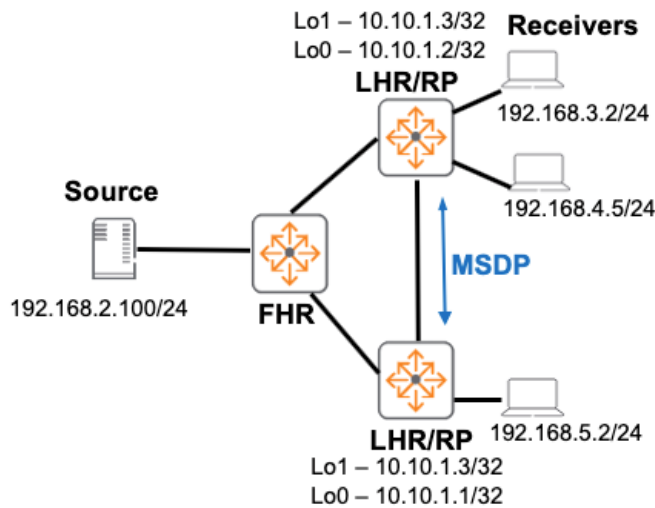 Lo1 – 10.10.1.3/32
Lo0 – 10.10.1.2/32
Receivers
LHR/RP
192.168.3.2/24
192.168.4.5/24
Source
192.168.2.100/24
FHR
MSDP
LHR/RP
192.168.5.2/24
Lo1 – 10.10.1.3/32
Lo0 – 10.10.1.1/32